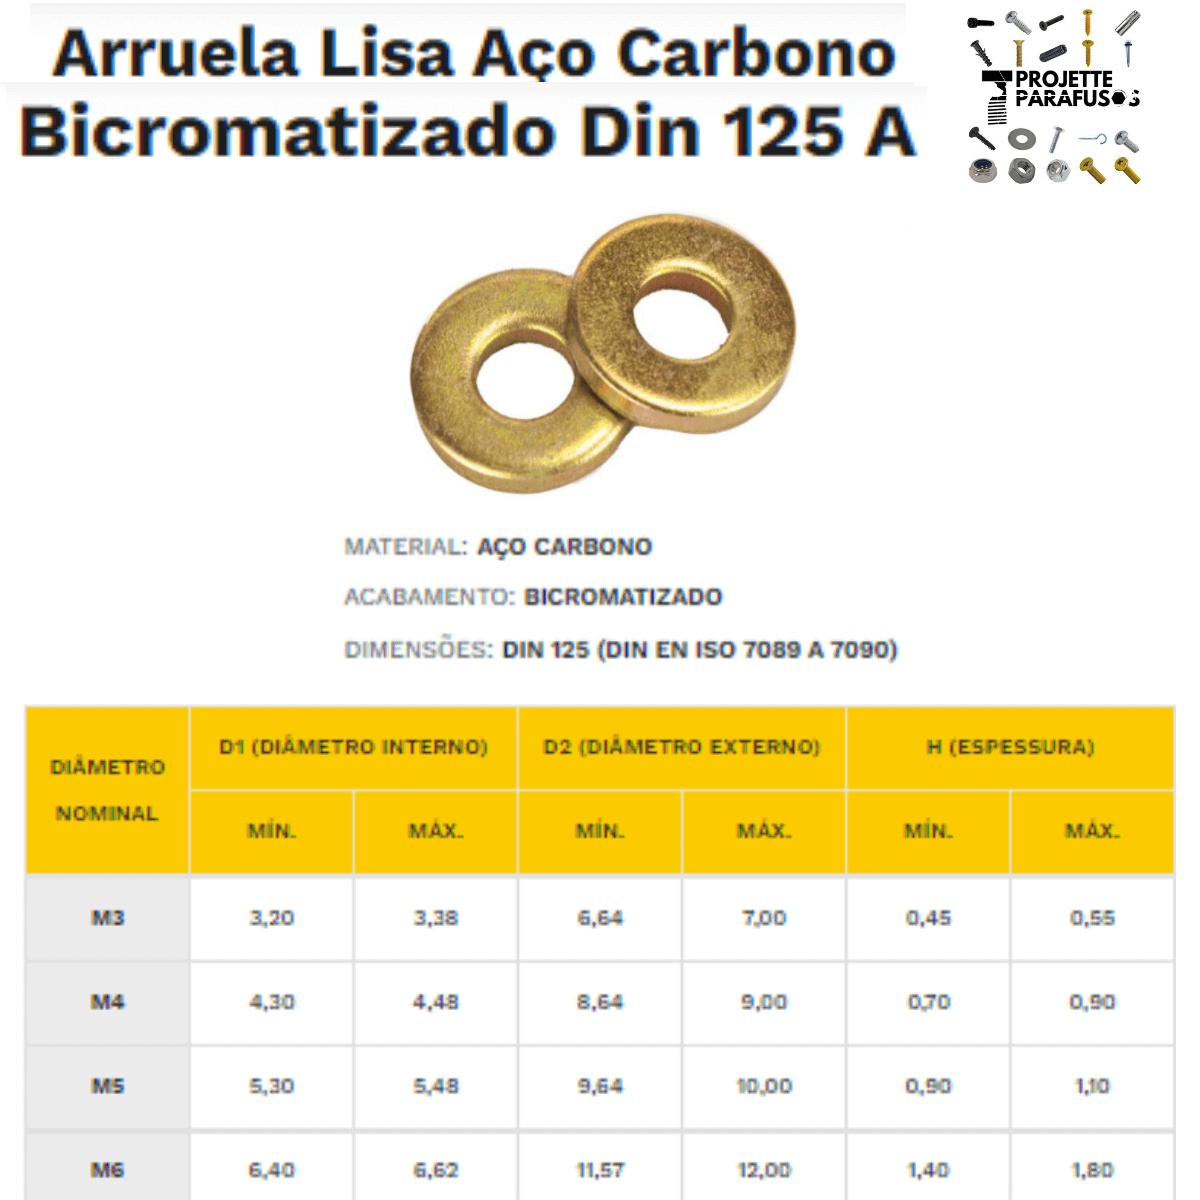 Arruela Lisa Aço Carbono
Bicromatizado Din 125 A
PROJETTE
PARAFUSOS
MATERIAL: AÇO CARBONO
ACABAMENTO: BICROMATIZADO
DIMENSÕES: DIN 125 (DIN EN ISO 7089 A 7090)
DIÂMETRO NOMINAL D1 (DIÂMETRO INTERNO) D2 (DIÂMETRO EXTERNO) H (ESPESSURA)
MÍN. MÁX. MÍN. MÁX. MÍN. MÁX.
M3 3,20 3,38 6,64 7,00 0,45 0,55
M4 4,30 4,48 8,64 9,00 0,70 0,90
M5 5,30 5,48 9,64 10,00 0,90 1,10
M6 6,40 6,62 11,57 12,00 1,40 1,80